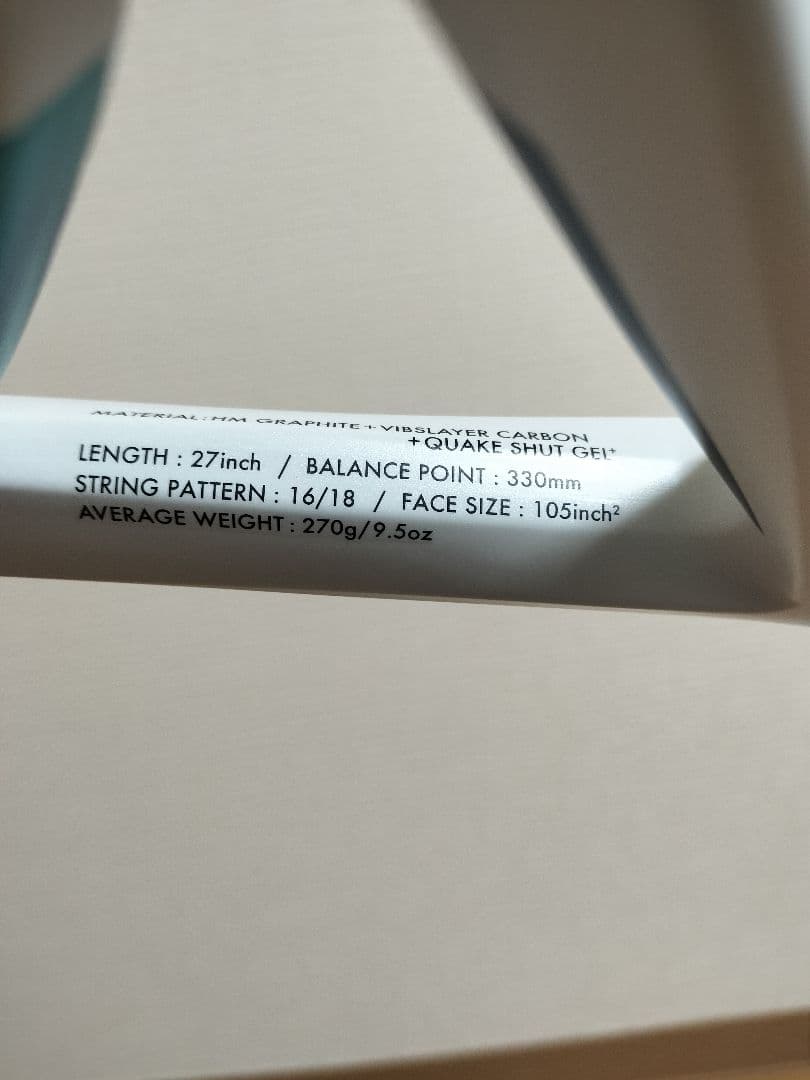 MATERIAL : HM GRAPHITE + VIBSLAYER CARBON
+ QUAKE SHUT GEL+
LENGTH : 27inch / BALANCE POINT : 330mm
STRING PATTERN : 16/18 / FACE SIZE : 105inch²
AVERAGE WEIGHT : 270g/9.5oz